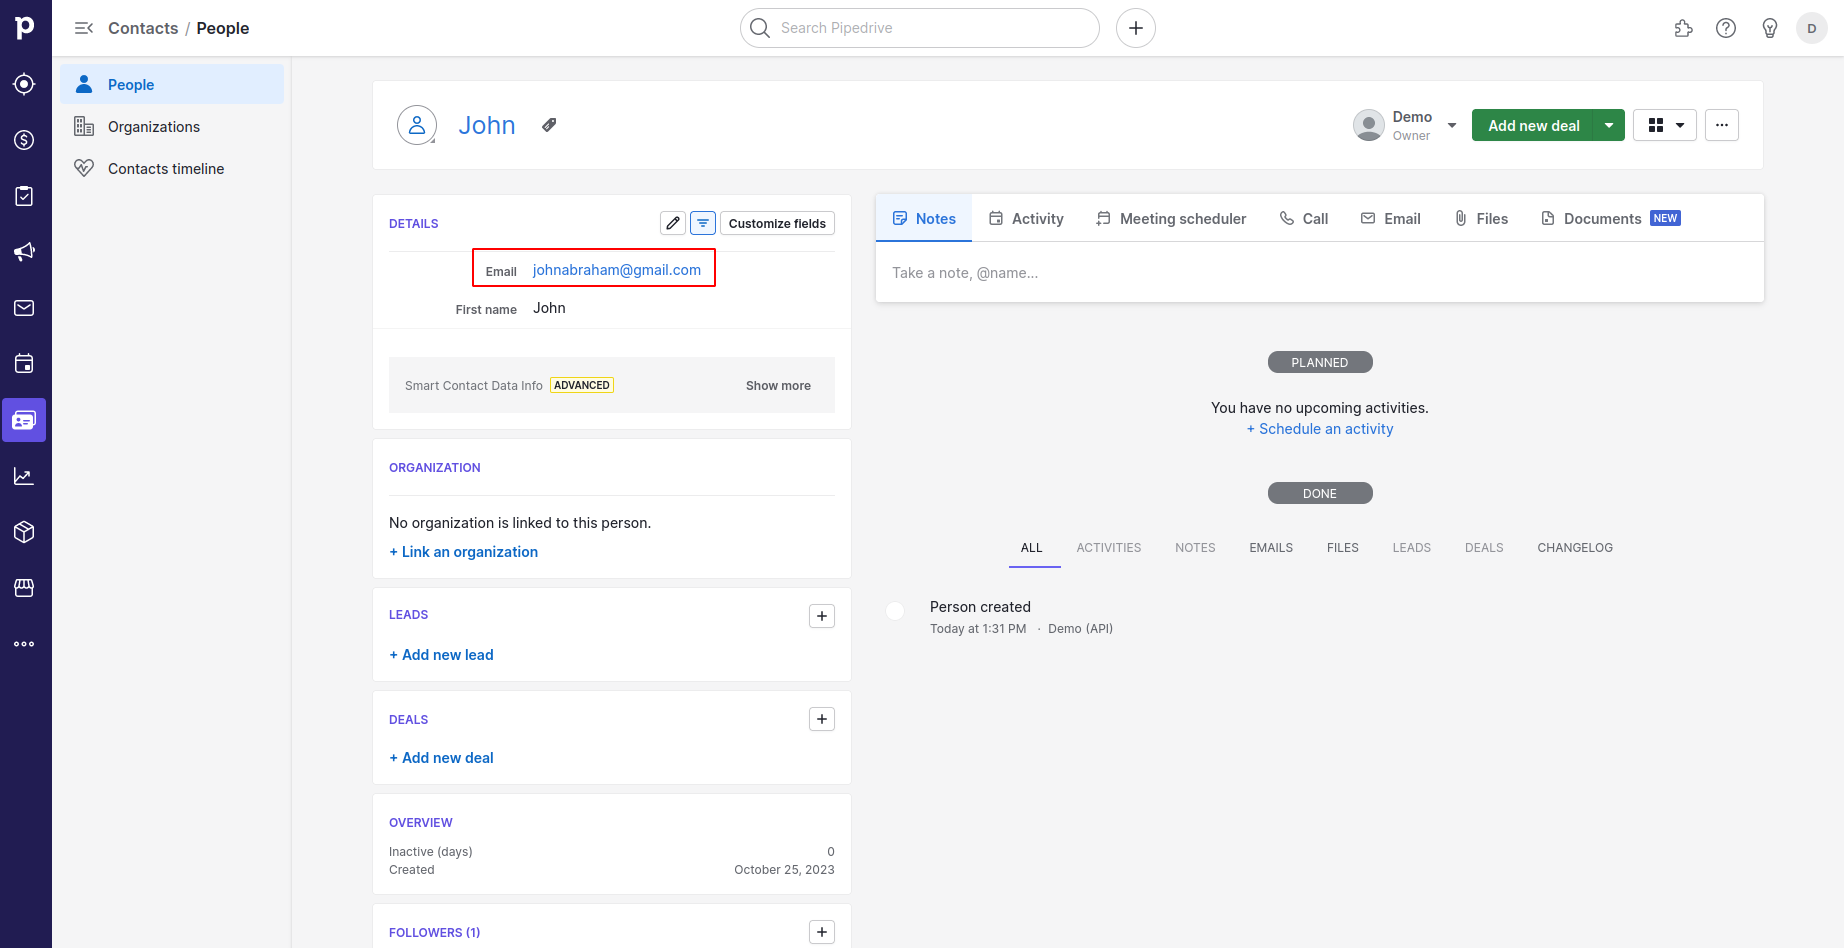 Contacts / People
Search Pipedrive
D
People
Organizations
Contacts timeline
John
Demo
Owner
Add new deal
DETAILS
Customize fields
Email johnabraham@gmail.com
First name John
Smart Contact Data Info ADVANCED Show more
ORGANIZATION
No organization is linked to this person.
+ Link an organization
LEADS
+ Add new lead
DEALS
+ Add new deal
OVERVIEW
Inactive (days) 0
Created October 25, 2023
FOLLOWERS (1)
Notes Activity Meeting scheduler Call Email Files Documents NEW
Take a note, @name...
PLANNED
You have no upcoming activities.
+ Schedule an activity
DONE
ALL ACTIVITIES NOTES EMAILS FILES LEADS DEALS CHANGELOG
Person created
Today at 1:31 PM · Demo (API)